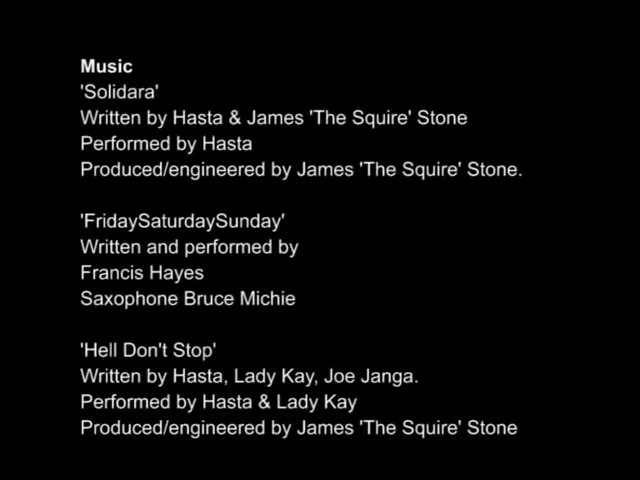 Music
'Solidara'
Written by Hasta & James 'The Squire' Stone
Performed by Hasta
Produced/engineered by James 'The Squire' Stone.
'FridaySaturdaySunday'
Written and performed by
Francis Hayes
Saxophone Bruce Michie
'Hell Don't Stop'
Written by Hasta, Lady Kay, Joe Janga.
Performed by Hasta & Lady Kay
Produced/engineered by James 'The Squire' Stone